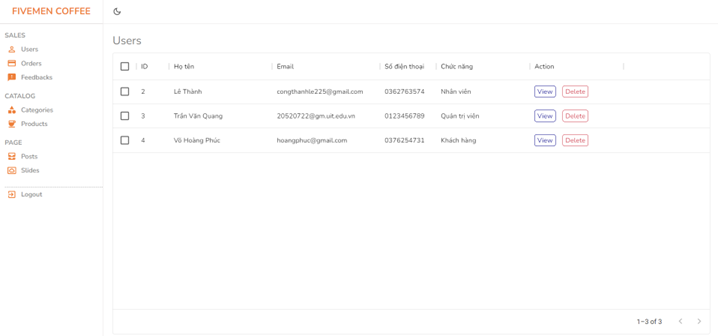 FIVEMEN COFFEE
SALES
Users
Orders
Feedbacks
CATALOG
Categories
Products
PAGE
Posts
Slides
Logout
Users
ID Họ tên Email Số điện thoại Chức năng Action
2 Lê Thành congthanhle225@gmail.com 0362763574 Nhân viên View Delete
3 Trần Văn Quang 20520722@gm.uit.edu.vn 0123456789 Quản trị viên View Delete
4 Võ Hoàng Phúc hoangphuc@gmail.com 0376254731 Khách hàng View Delete
1–3 of 3